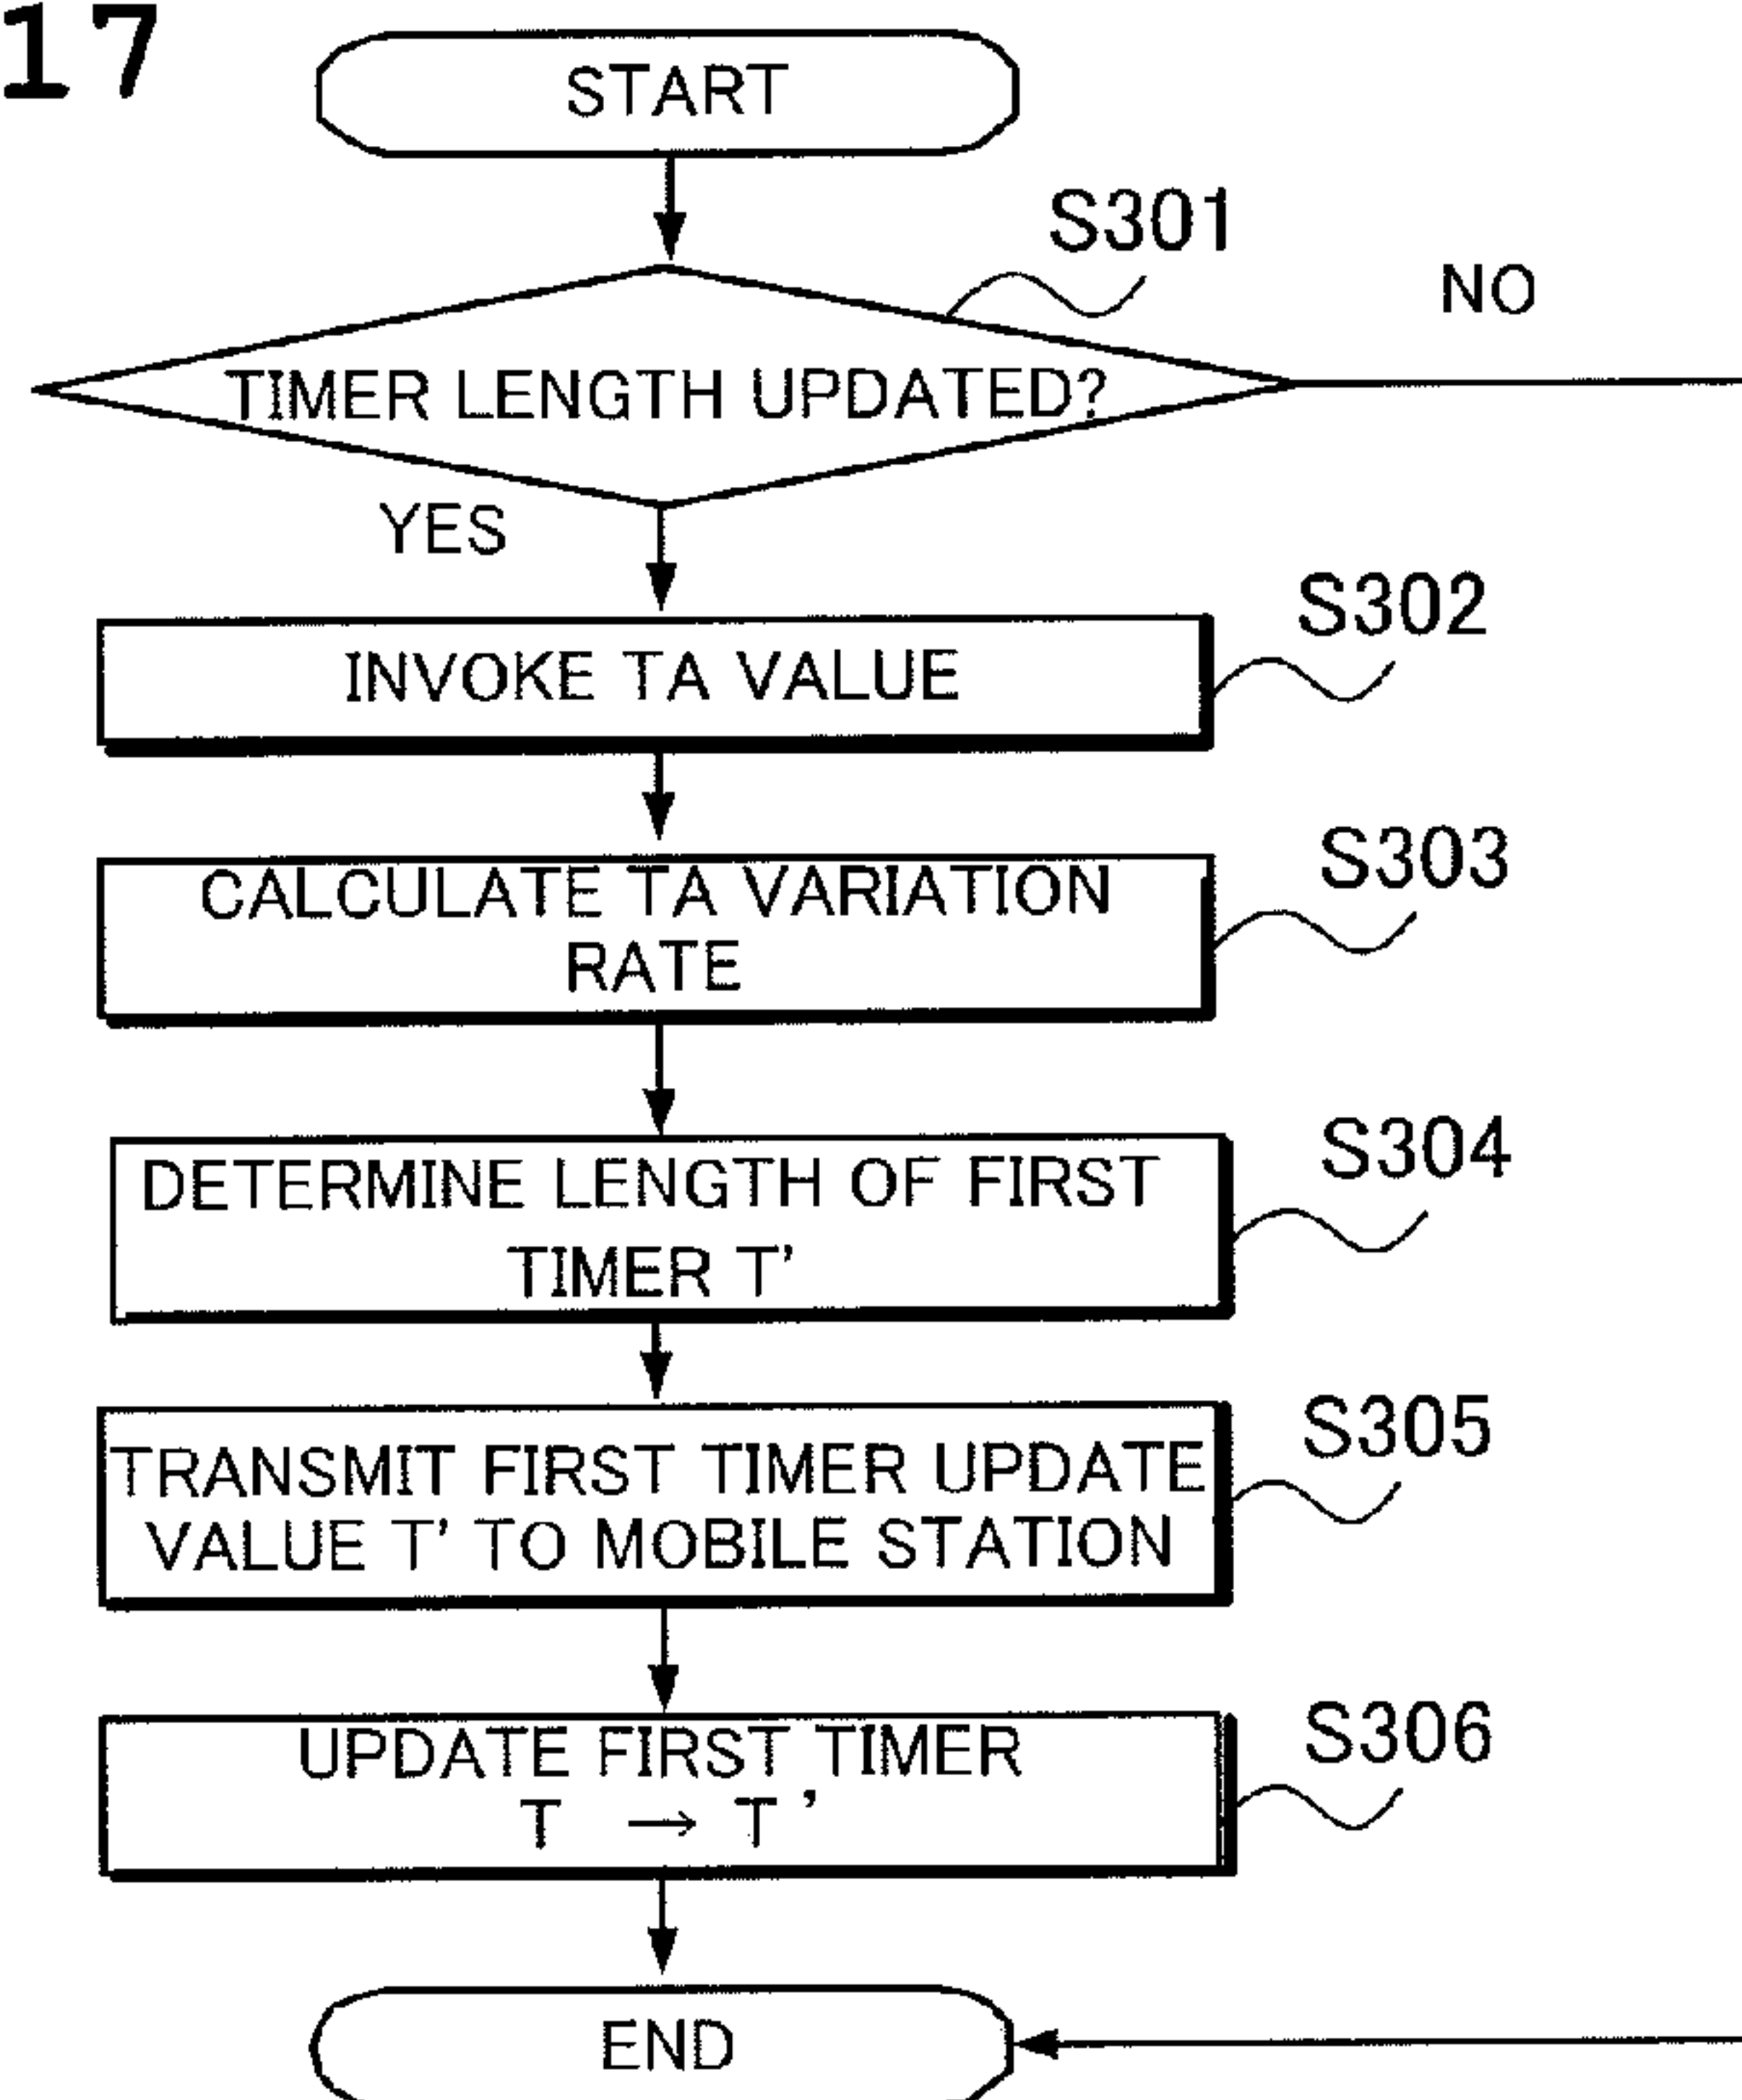 17
START
S301
NO
TIMER LENGTH UPDATED?
YES
S302
INVOKE TA VALUE
S303
CALCULATE TA VARIATION
RATE
S304
DETERMINE LENGTH OF FIRST
TIMER T'
S305
TRANSMIT FIRST TIMER UPDATE
VALUE T' TO MOBILE STATION
S306
UPDATE FIRST TIMER
T → T'
END